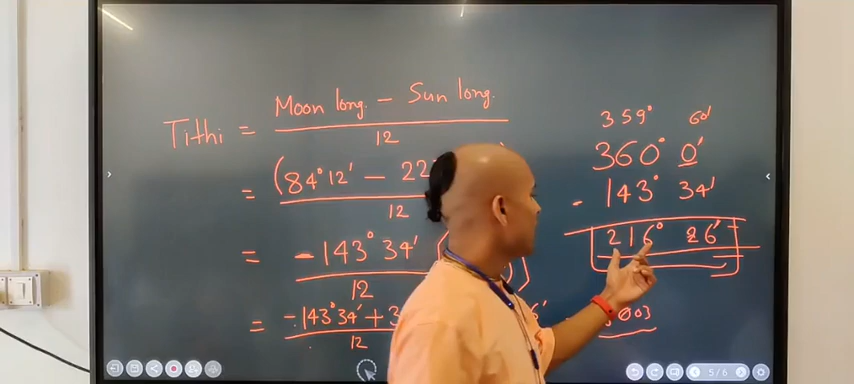 Moon long. - Sun long.
Tithi =
12
= (84° 12' - 22
12
= -143° 34'
12
= -143° 34' +
12
359° 60'
360° 0'
- 143° 34'
216° 26'
003
5/6